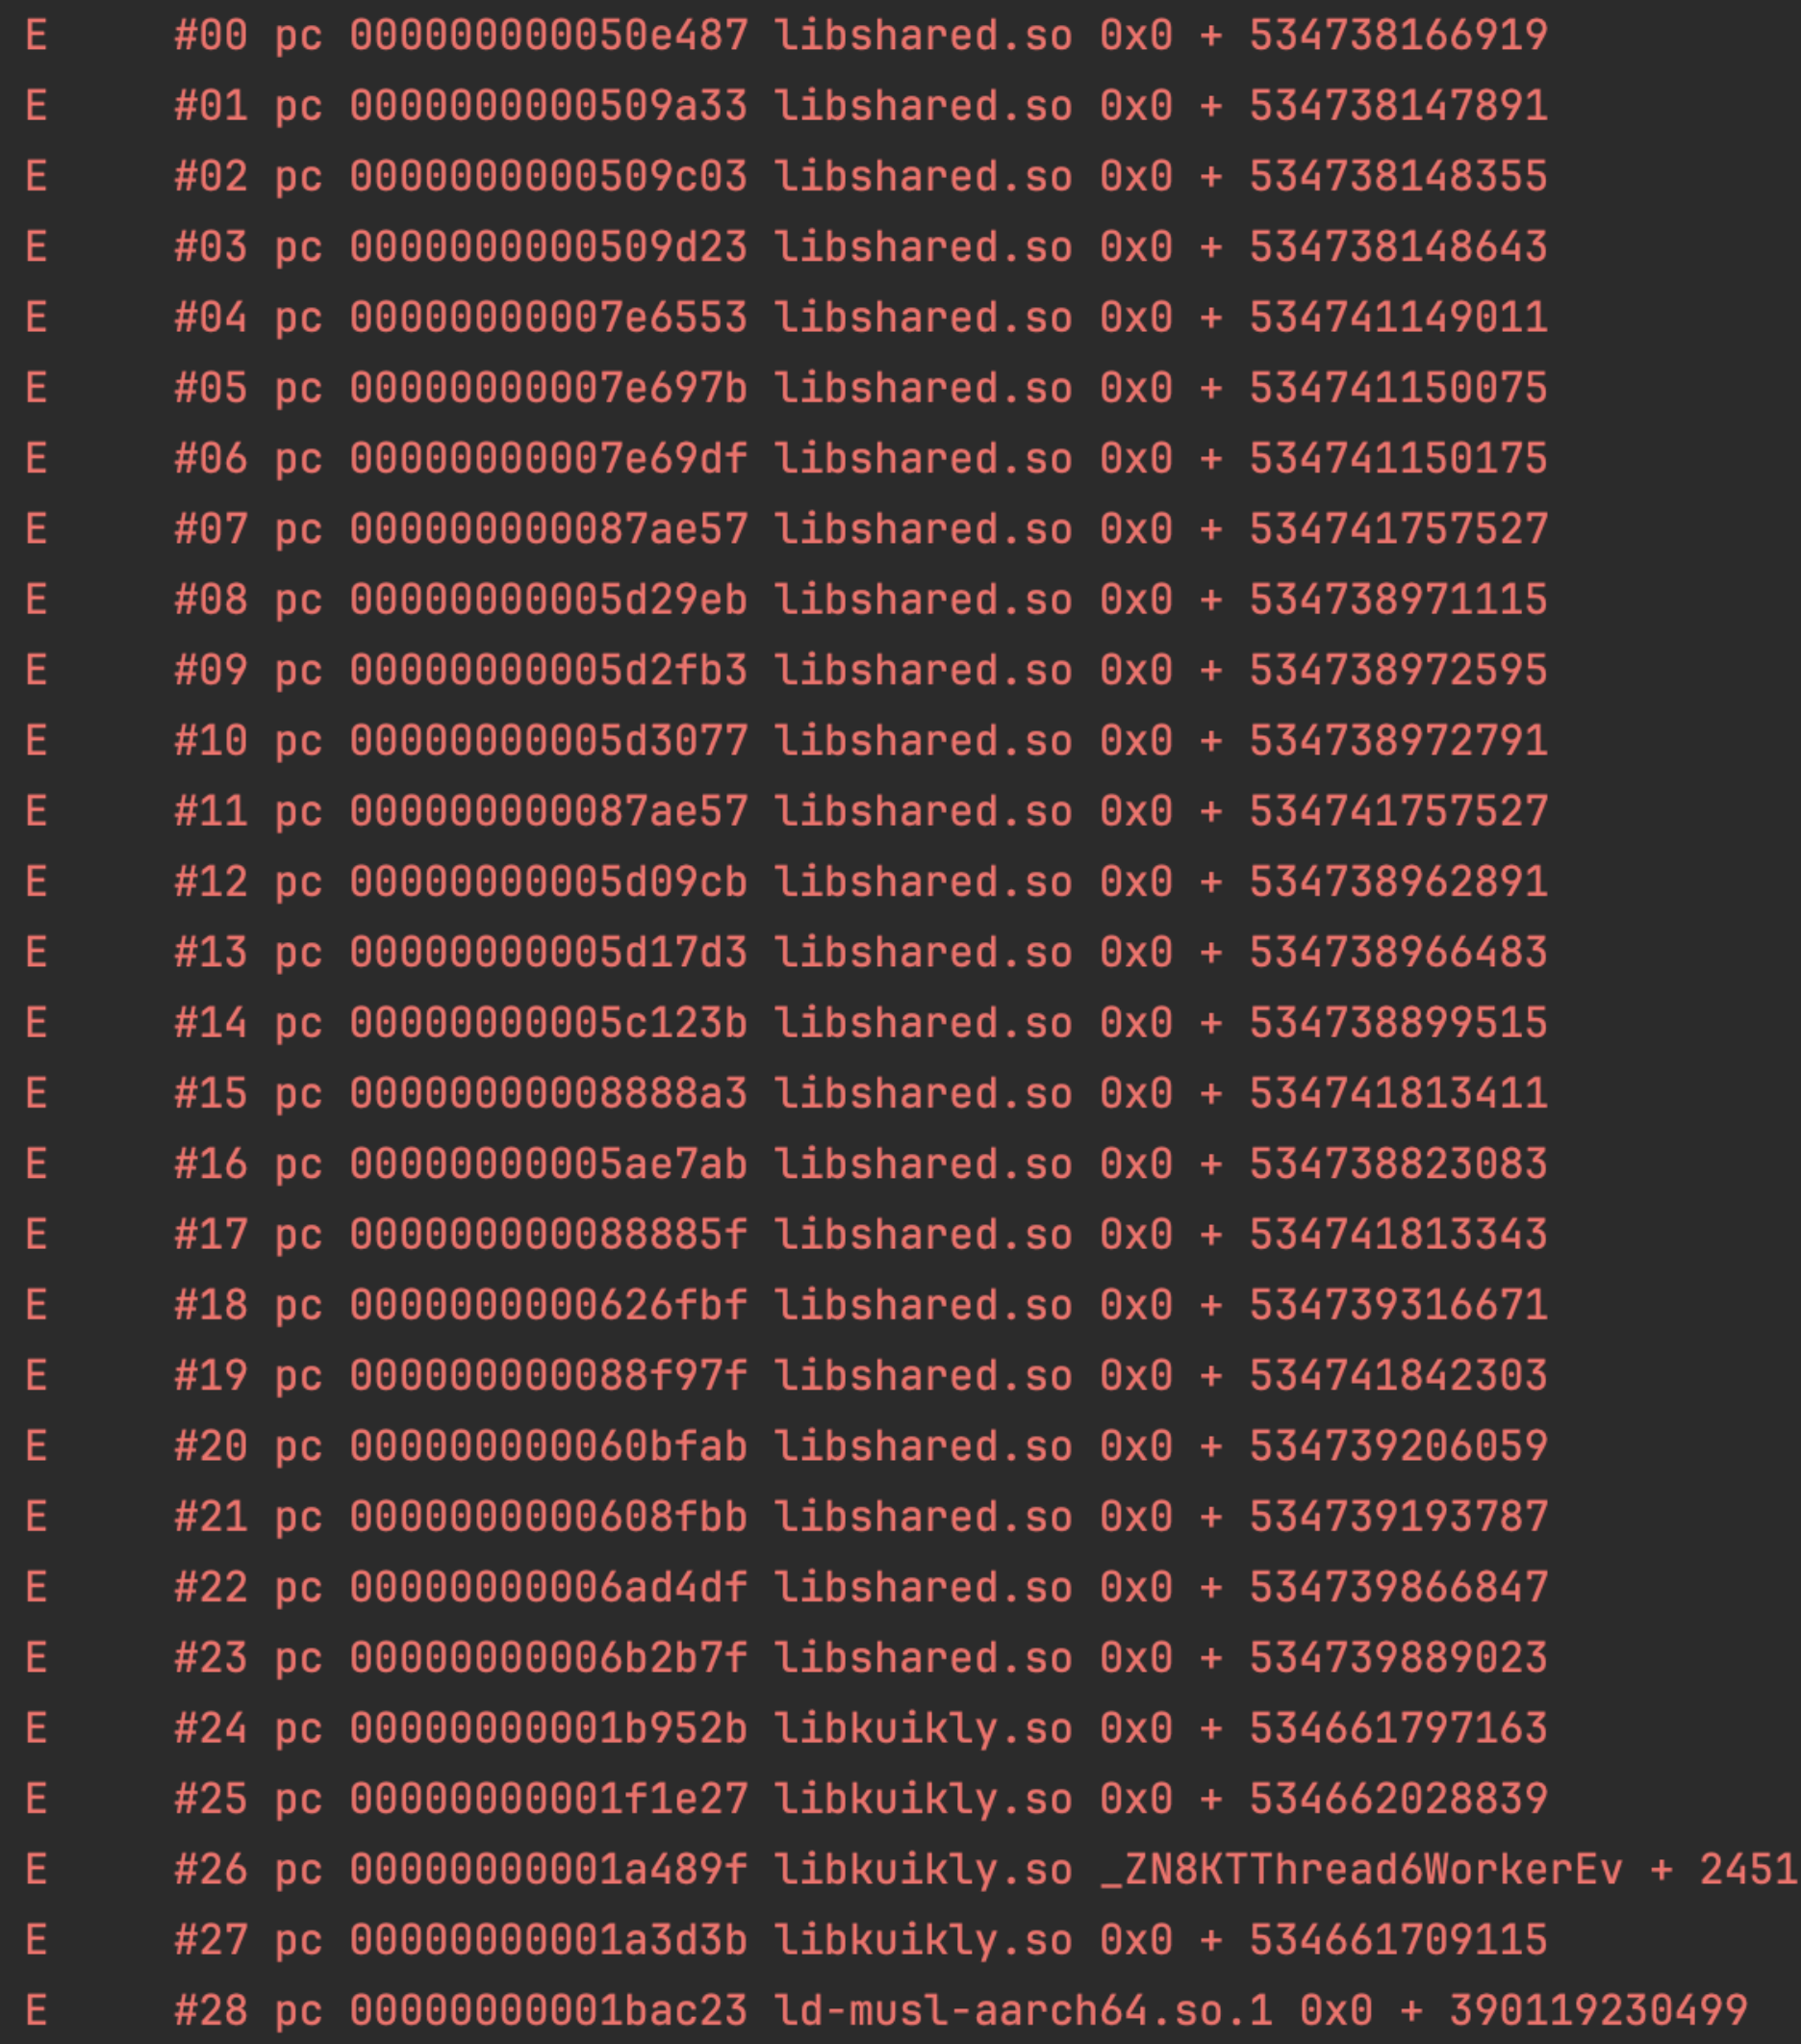 E #00 pc 000000000050e487 libshared.so 0x0 + 534738166919
E #01 pc 0000000000509a33 libshared.so 0x0 + 534738147891
E #02 pc 0000000000509c03 libshared.so 0x0 + 534738148355
E #03 pc 0000000000509d23 libshared.so 0x0 + 534738148643
E #04 pc 00000000007e6553 libshared.so 0x0 + 534741149011
E #05 pc 00000000007e697b libshared.so 0x0 + 534741150075
E #06 pc 00000000007e69df libshared.so 0x0 + 534741150175
E #07 pc 000000000087ae57 libshared.so 0x0 + 534741757527
E #08 pc 00000000005d29eb libshared.so 0x0 + 534738971115
E #09 pc 00000000005d2fb3 libshared.so 0x0 + 534738972595
E #10 pc 00000000005d3077 libshared.so 0x0 + 534738972791
E #11 pc 000000000087ae57 libshared.so 0x0 + 534741757527
E #12 pc 00000000005d09cb libshared.so 0x0 + 534738962891
E #13 pc 00000000005d17d3 libshared.so 0x0 + 534738966483
E #14 pc 00000000005c123b libshared.so 0x0 + 534738899515
E #15 pc 00000000008888a3 libshared.so 0x0 + 534741813411
E #16 pc 00000000005ae7ab libshared.so 0x0 + 534738823083
E #17 pc 000000000088885f libshared.so 0x0 + 534741813343
E #18 pc 0000000000626fbf libshared.so 0x0 + 534739316671
E #19 pc 000000000088f97f libshared.so 0x0 + 534741842303
E #20 pc 000000000060bfab libshared.so 0x0 + 534739206059
E #21 pc 0000000000608fbb libshared.so 0x0 + 534739193787
E #22 pc 00000000006ad4df libshared.so 0x0 + 534739866847
E #23 pc 00000000006b2b7f libshared.so 0x0 + 534739889023
E #24 pc 00000000001b952b libkuikly.so 0x0 + 534661797163
E #25 pc 00000000001f1e27 libkuikly.so 0x0 + 534662028839
E #26 pc 00000000001a489f libkuikly.so _ZN8KTThread6WorkerEv + 2451
E #27 pc 00000000001a3d3b libkuikly.so 0x0 + 534661709115
E #28 pc 00000000001bac23 ld-musl-aarch64.so.1 0x0 + 390119230499